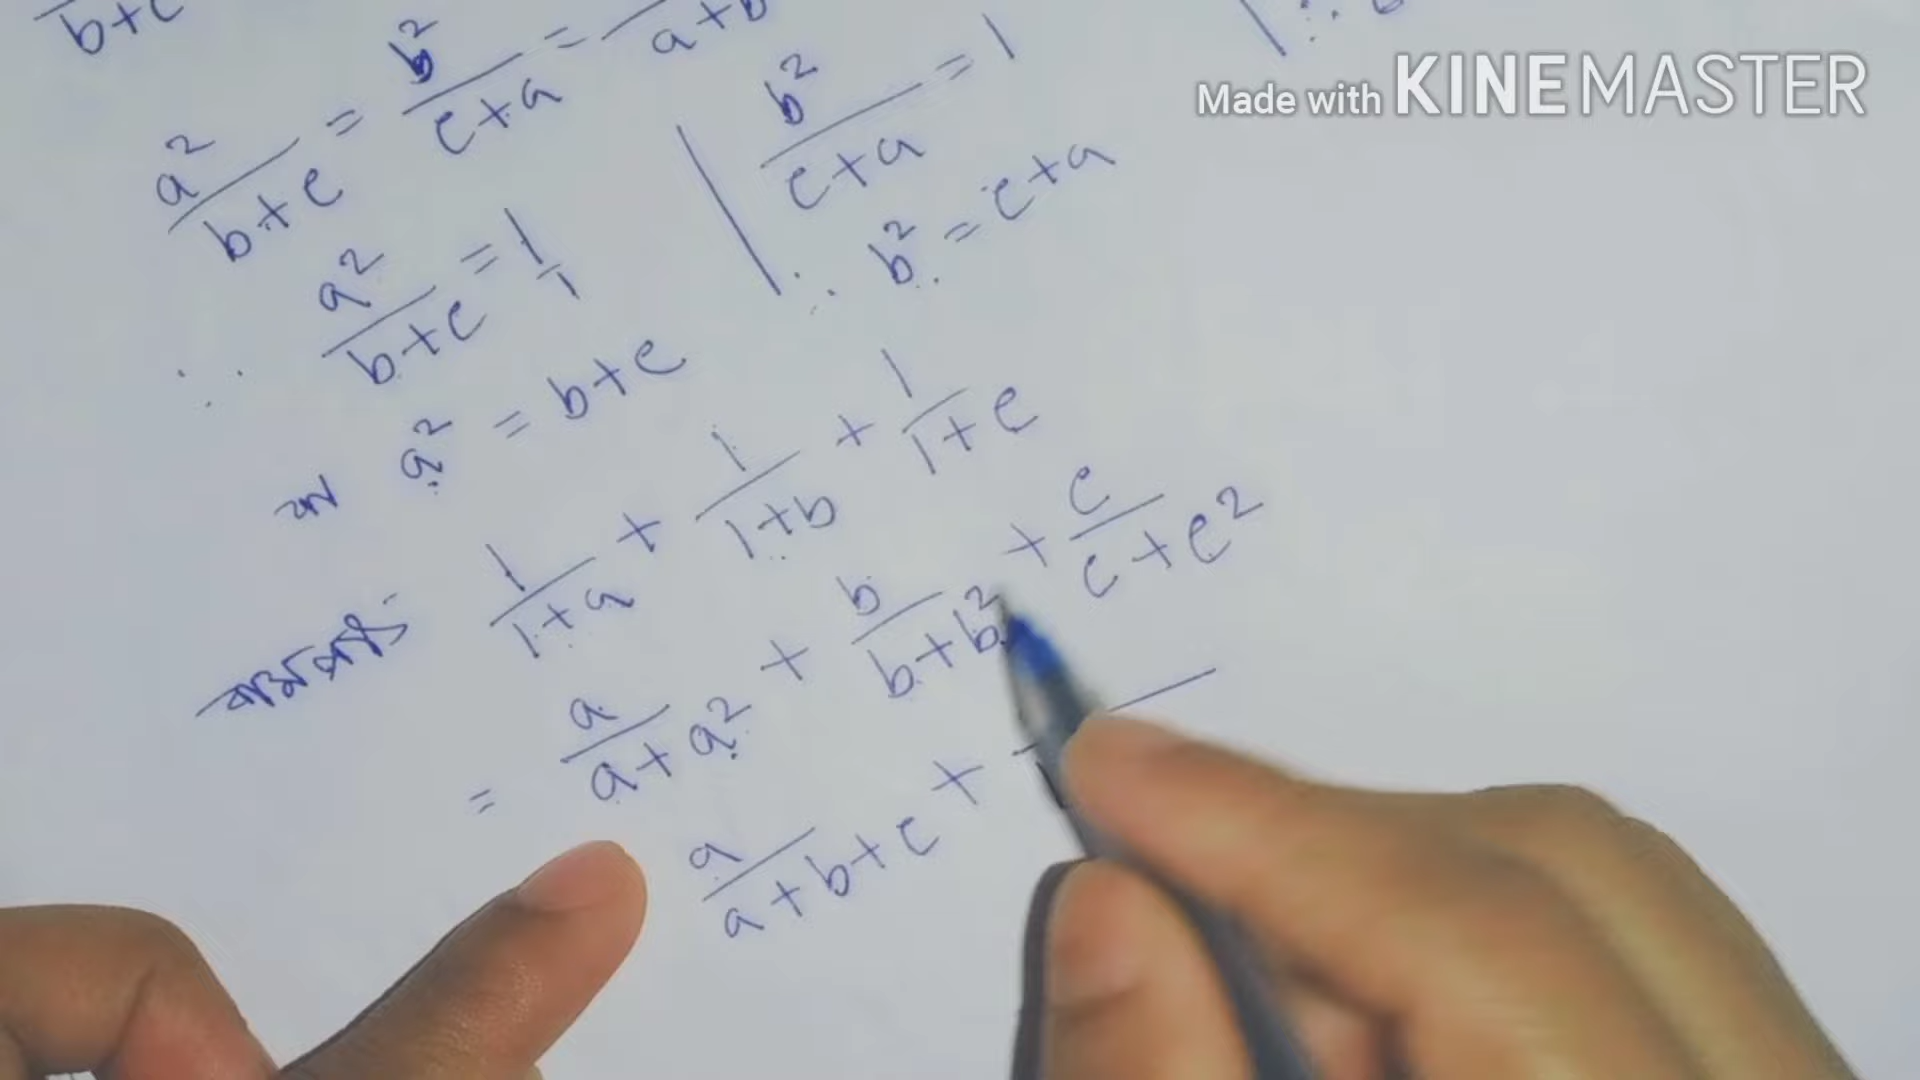 b+c
a²/(b+c) = b²/(c+a) = /(a+b
∴ a²/(b+c) = 1/1
বা a² = b+c
b²/(c+a) = 1
∴ b² = c+a
∴
1/(1+a) + 1/(1+b) + 1/(1+c)
= a/(a+a²) + b/(b+b²) + c/(c+c²)
a/(a+b+c) +
Made with KINEMASTER